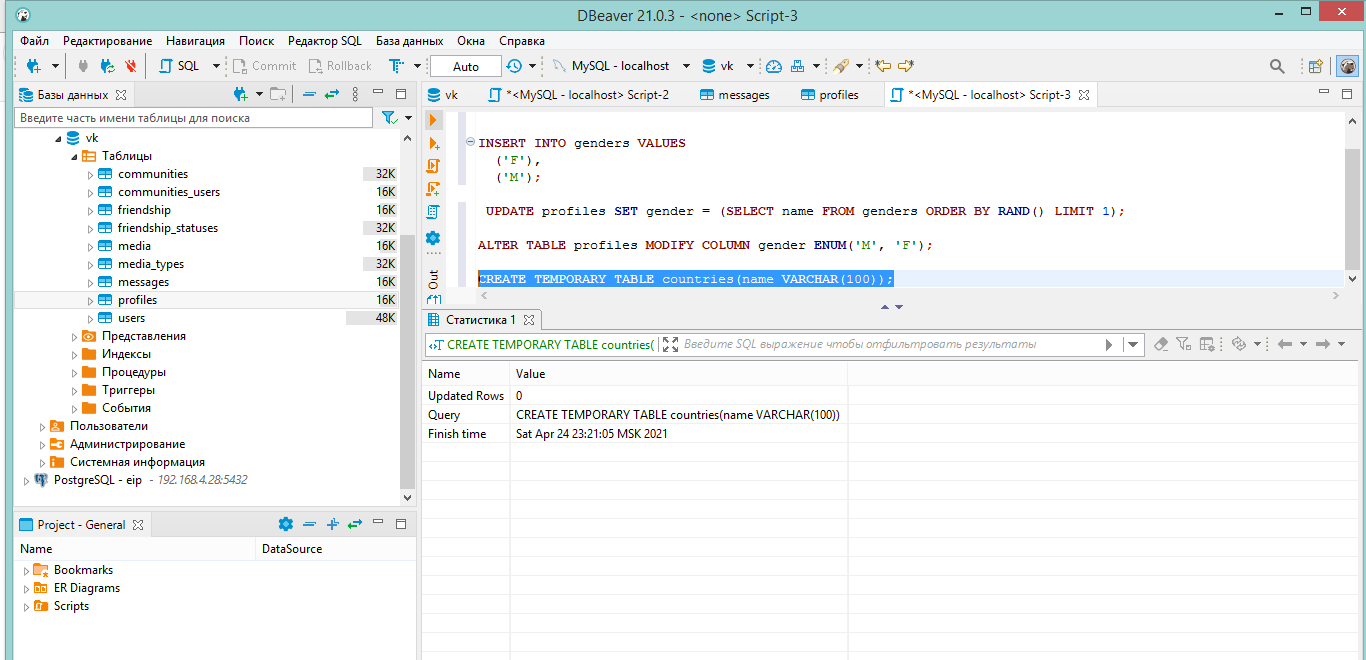 DBeaver 21.0.3 - <none> Script-3
Файл Редактирование Навигация Поиск Редактор SQL База данных Окна Справка
SQL Commit Rollback Auto MySQL - localhost vk
Базы данных
Введите часть имени таблицы для поиска
vk
Таблицы
communities 32K
communities_users 16K
friendship 16K
friendship_statuses 32K
media 16K
media_types 32K
messages 16K
profiles 16K
users 48K
Представления
Индексы
Процедуры
Триггеры
События
Пользователи
Администрирование
Системная информация
PostgreSQL - eip - 192.168.4.28:5432
Project - General
Name DataSource
Bookmarks
ER Diagrams
Scripts
vk *<MySQL - localhost> Script-2 messages profiles *<MySQL - localhost> Script-3
INSERT INTO genders VALUES
('F'),
('M');
UPDATE profiles SET gender = (SELECT name FROM genders ORDER BY RAND() LIMIT 1);
ALTER TABLE profiles MODIFY COLUMN gender ENUM('M', 'F');
CREATE TEMPORARY TABLE countries(name VARCHAR(100));
Out
Статистика 1
CREATE TEMPORARY TABLE countries( Введите SQL выражение чтобы отфильтровать результаты
Name Value
Updated Rows 0
Query CREATE TEMPORARY TABLE countries(name VARCHAR(100))
Finish time Sat Apr 24 23:21:05 MSK 2021